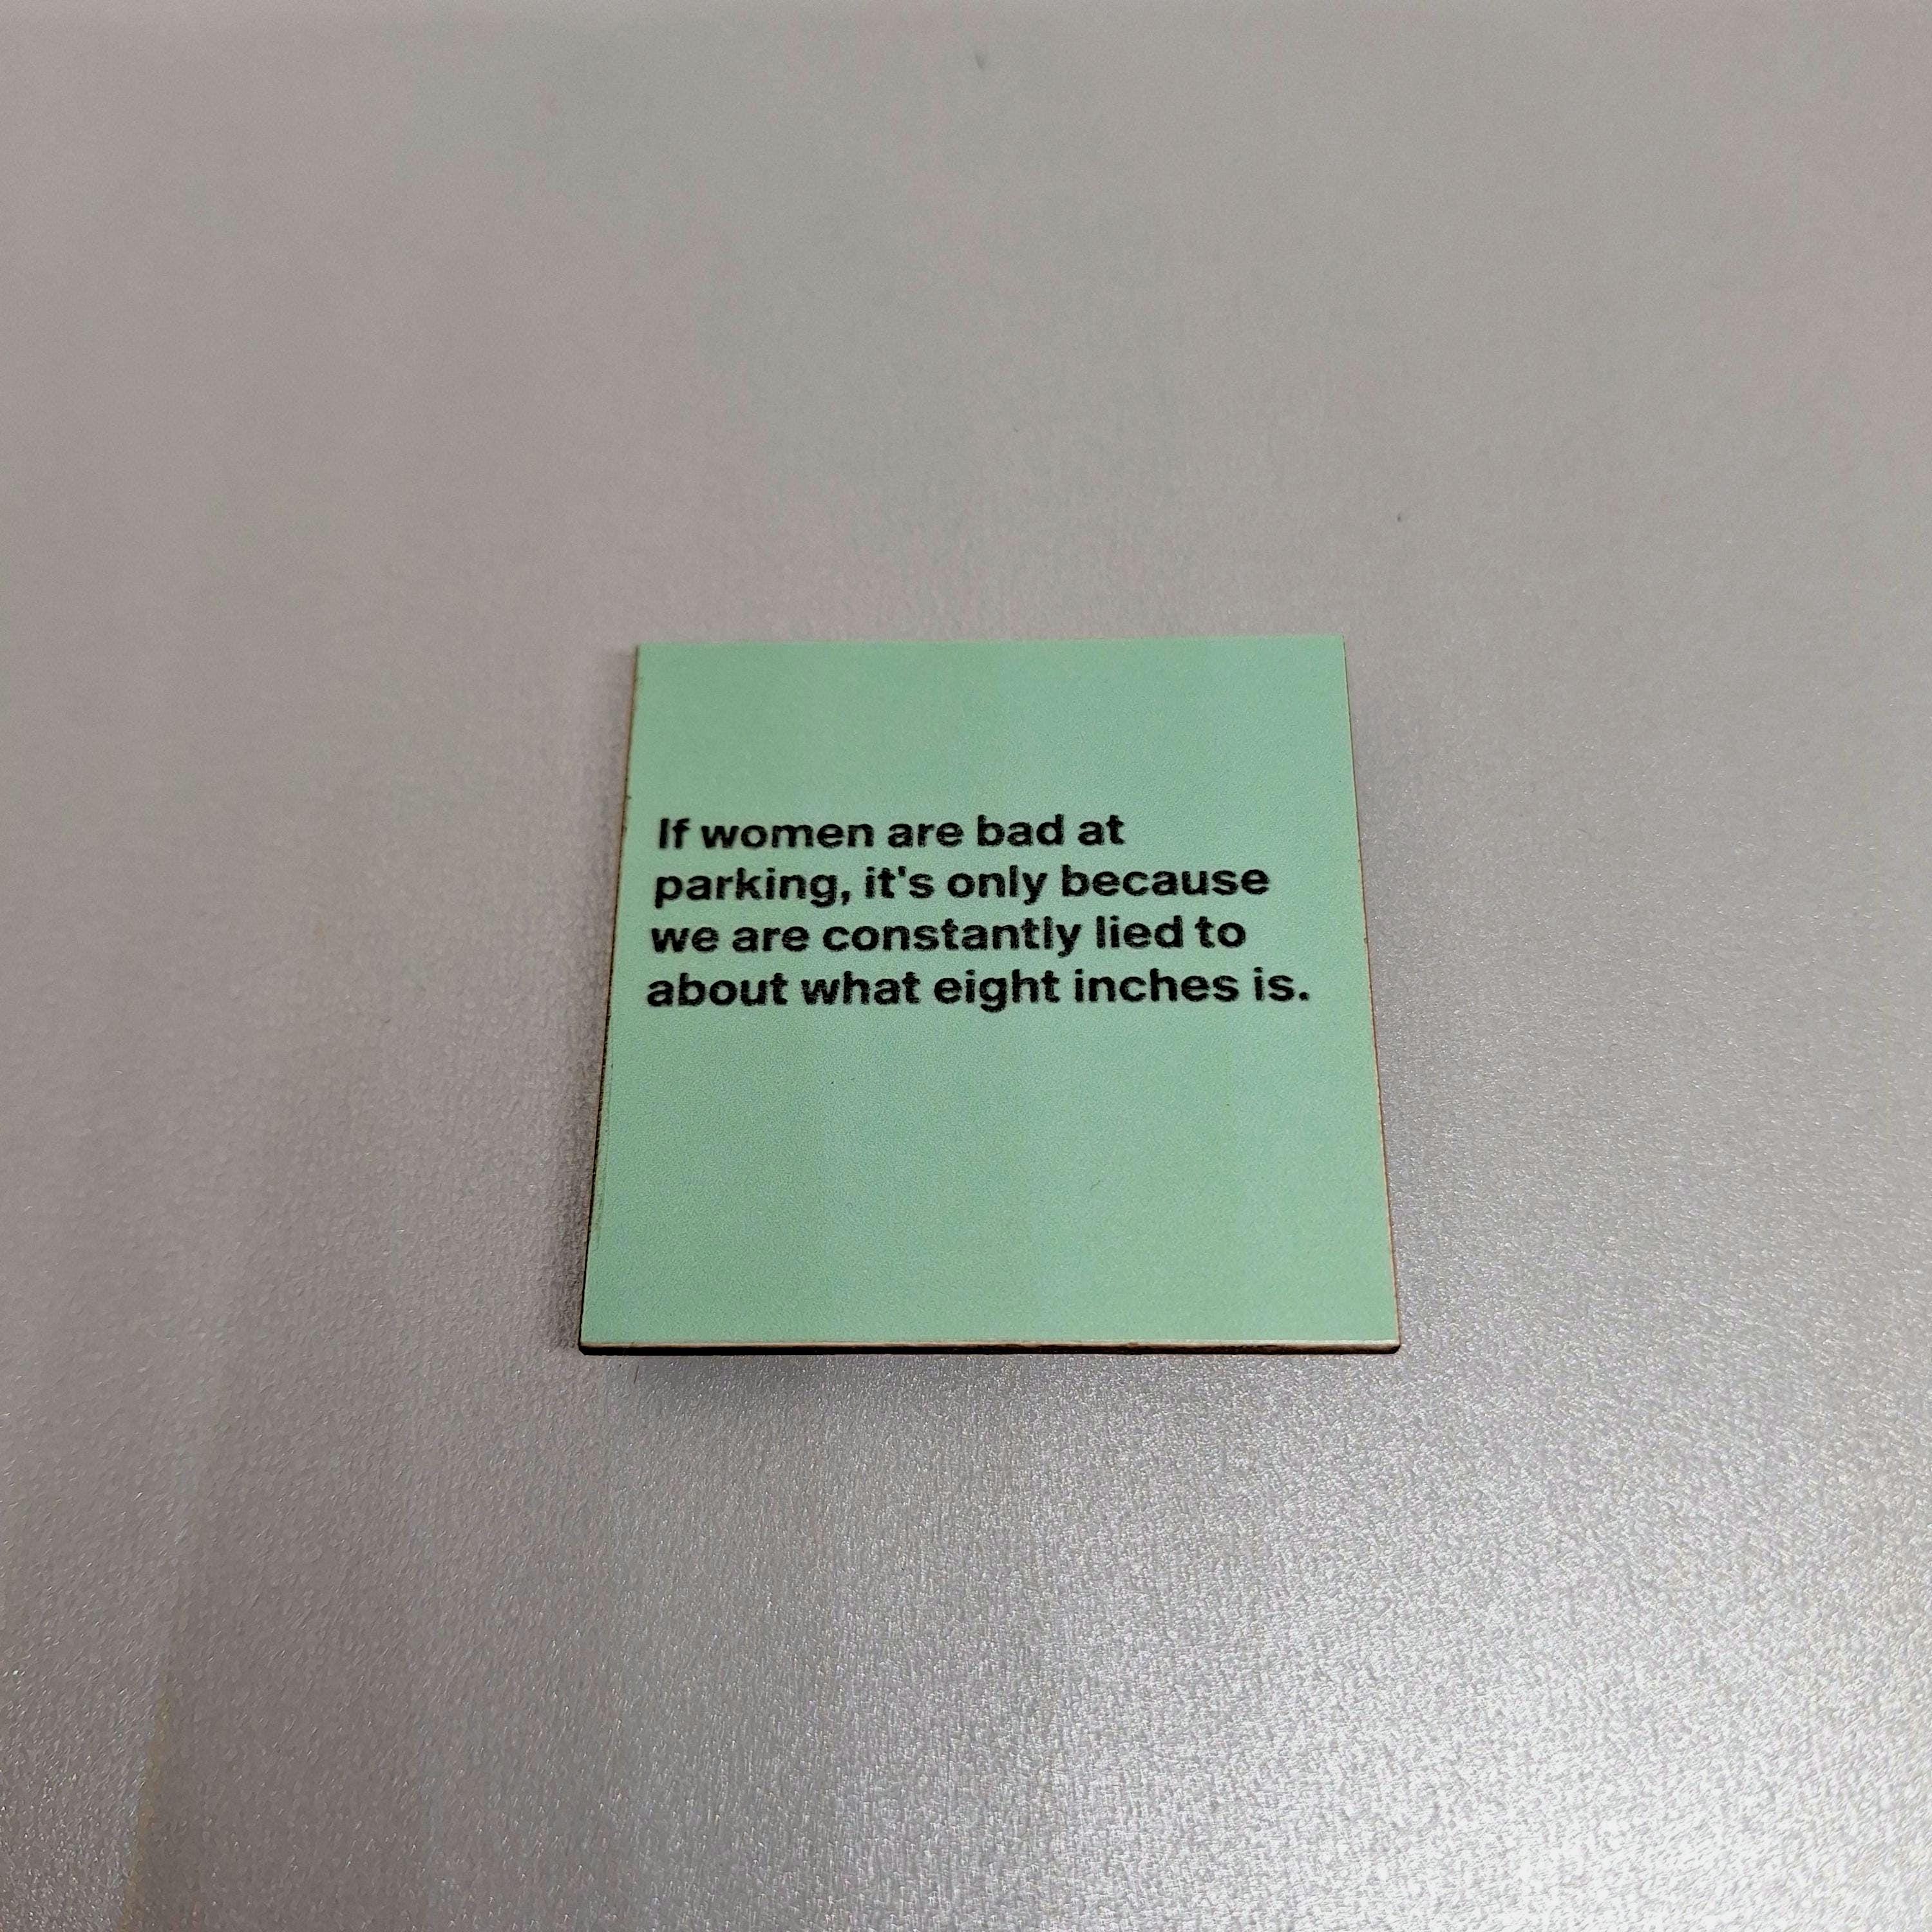 If women are bad at
parking, it's only because
we are constantly lied to
about what eight inches is.